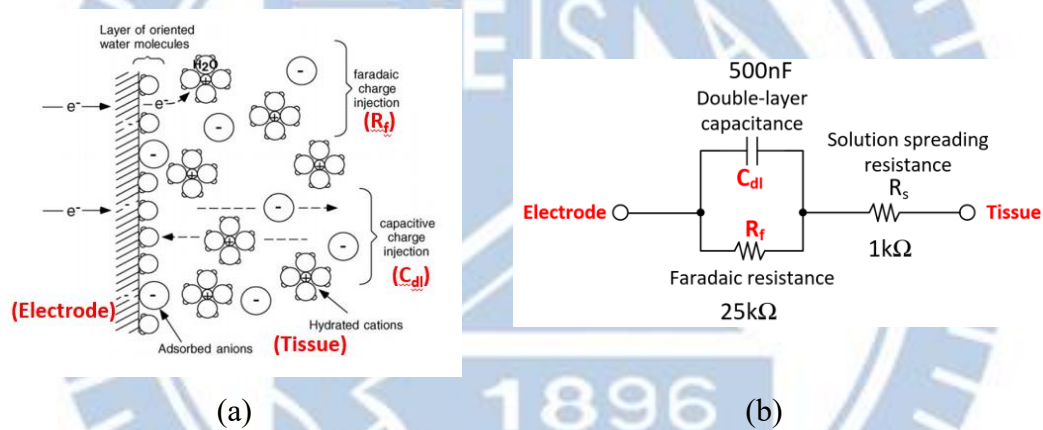 Layer of oriented
water molecules
H₂O
faradaic
charge
injection
(Rf)
e-
e-
e-
capacitive
charge
injection
(Cdl)
Hydrated cations
Adsorbed anions
(Electrode)
(Tissue)
(a)
500nF
Double-layer
capacitance
Cdl
Solution spreading
resistance
Rs
Electrode
Tissue
Rf
1kΩ
Faradaic resistance
25kΩ
(b)
ESA
1896